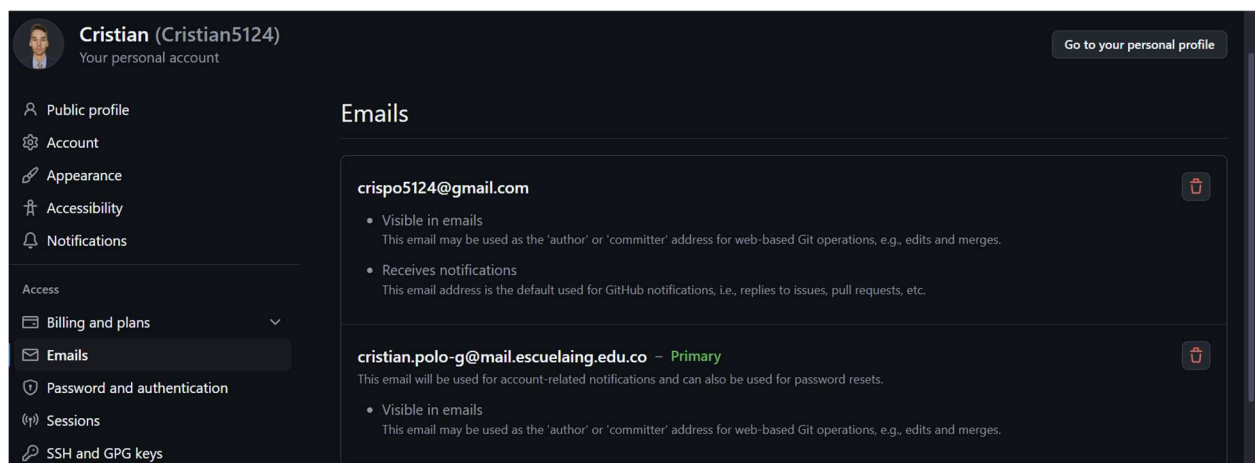 Cristian (Cristian5124)
Your personal account
Go to your personal profile
Public profile
Account
Appearance
Accessibility
Notifications
Access
Billing and plans
Emails
Password and authentication
Sessions
SSH and GPG keys
Emails
crispo5124@gmail.com
• Visible in emails
This email may be used as the 'author' or 'committer' address for web-based Git operations, e.g., edits and merges.
• Receives notifications
This email address is the default used for GitHub notifications, i.e., replies to issues, pull requests, etc.
cristian.polo-g@mail.escuelaing.edu.co – Primary
This email will be used for account-related notifications and can also be used for password resets.
• Visible in emails
This email may be used as the 'author' or 'committer' address for web-based Git operations, e.g., edits and merges.